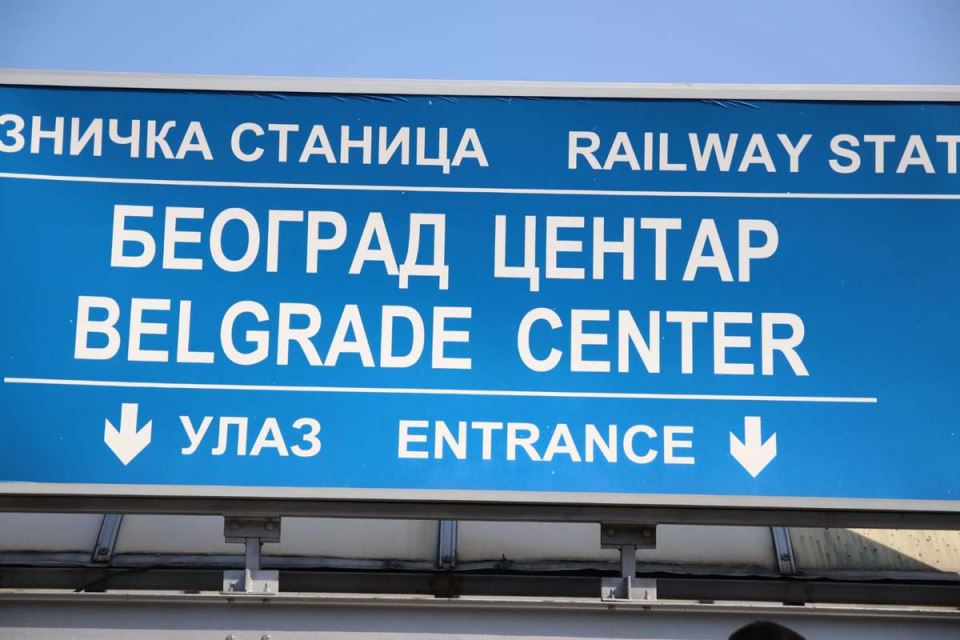 ЗНИЧКА СТАНИЦА RAILWAY STAT
БЕОГРАД ЦЕНТАР
BELGRADE CENTER
УЛАЗ ENTRANCE